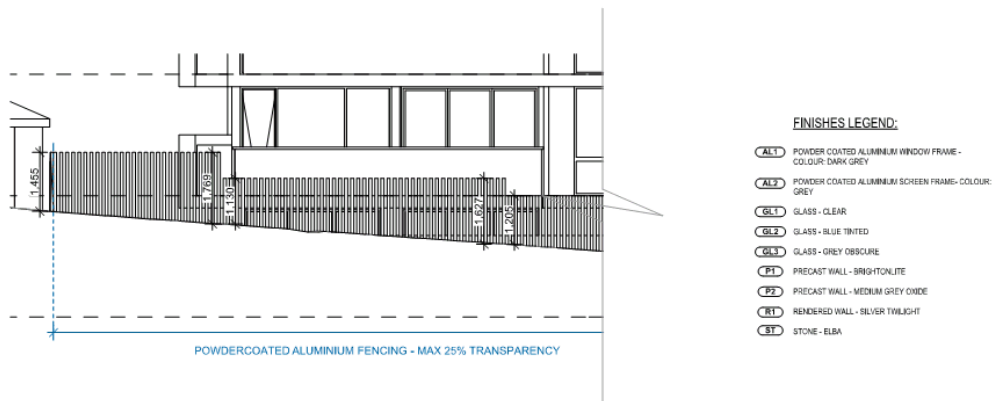 1,455
1,769
1,130
1,627
1,205
POWDERCOATED ALUMINIUM FENCING - MAX 25% TRANSPARENCY
FINISHES LEGEND:
AL1 POWDER COATED ALUMINIUM WINDOW FRAME -
COLOUR: DARK GREY
AL2 POWDER COATED ALUMINIUM SCREEN FRAME- COLOUR:
GREY
GL1 GLASS - CLEAR
GL2 GLASS - BLUE TINTED
GL3 GLASS - GREY OBSCURE
P1 PRECAST WALL - BRIGHTONLITE
P2 PRECAST WALL - MEDIUM GREY OXIDE
R1 RENDERED WALL - SILVER TWILIGHT
ST STONE - ELBA